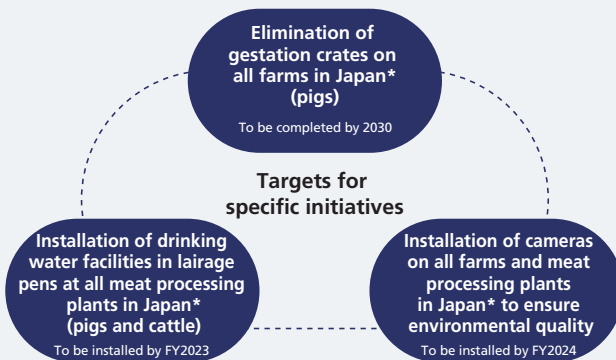 Elimination of
gestation crates on
all farms in Japan*
(pigs)
To be completed by 2030
Targets for
specific initiatives
Installation of drinking
water facilities in lairage
pens at all meat processing
plants in Japan*
(pigs and cattle)
To be installed by FY2023
Installation of cameras
on all farms and meat
processing plants
in Japan* to ensure
environmental quality
To be installed by FY2024